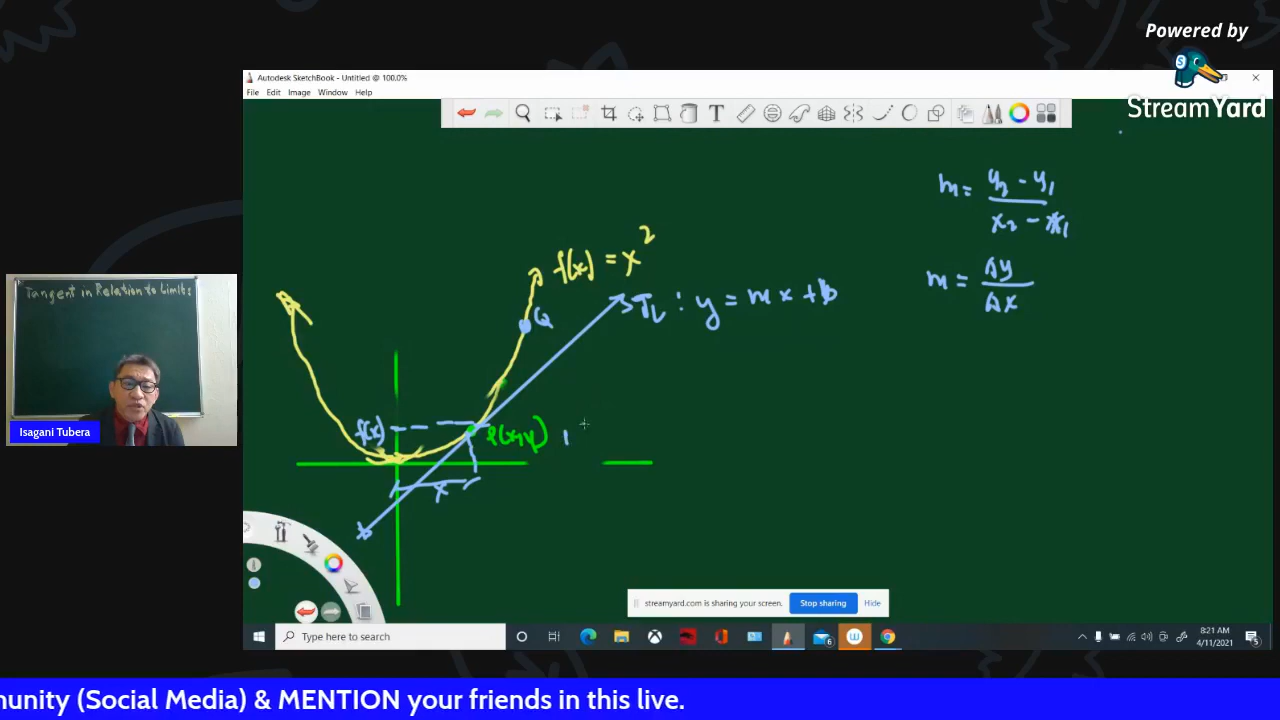 Powered by
StreamYard
Autodesk SketchBook - Untitled @ 100.0%
File Edit Image Window Help
m = y₂ - y₁
x₂ - x₁
m = Δy
Δx
f(x) = x²
TL : y = mx + b
Q
f(x)
P(x,y)
x
Tangent in Relation to Limits
Isagani Tubera
streamyard.com is sharing your screen. Stop sharing Hide
Type here to search
8:21 AM
4/11/2021
munity (Social Media) & MENTION your friends in this live.